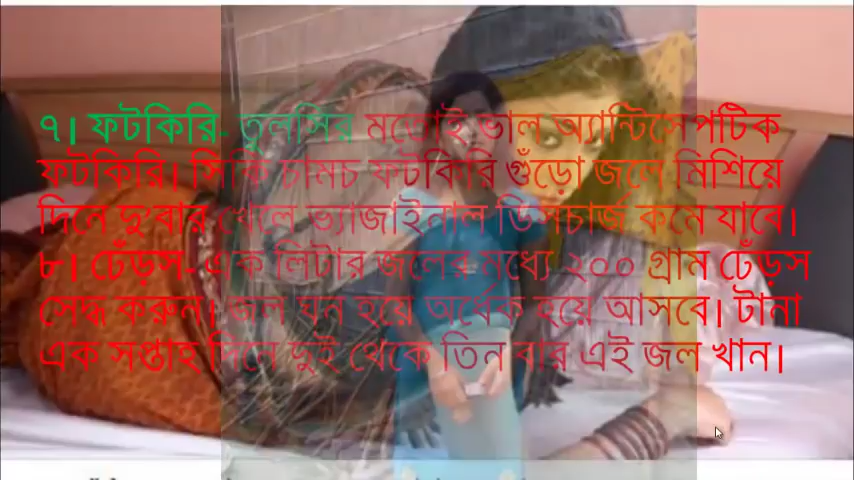 ৭। ফটকিরি- তুলসির মতোই ভাল অ্যান্টিসেপটিক
ফটকিরি। সিকি চামচ ফটকিরি গুঁড়ো জলে মিশিয়ে
দিনে দু'বার খেলে ভ্যাজাইনাল ডিসচার্জ কমে যাবে।
৮। ঢেঁড়স- এক লিটার জলের মধ্যে ২০০ গ্রাম ঢেঁড়স
সেদ্ধ করুন। জল ঘন হয়ে অর্ধেক হয়ে আসবে। টানা
এক সপ্তাহ দিনে দুই থেকে তিন বার এই জল খান।